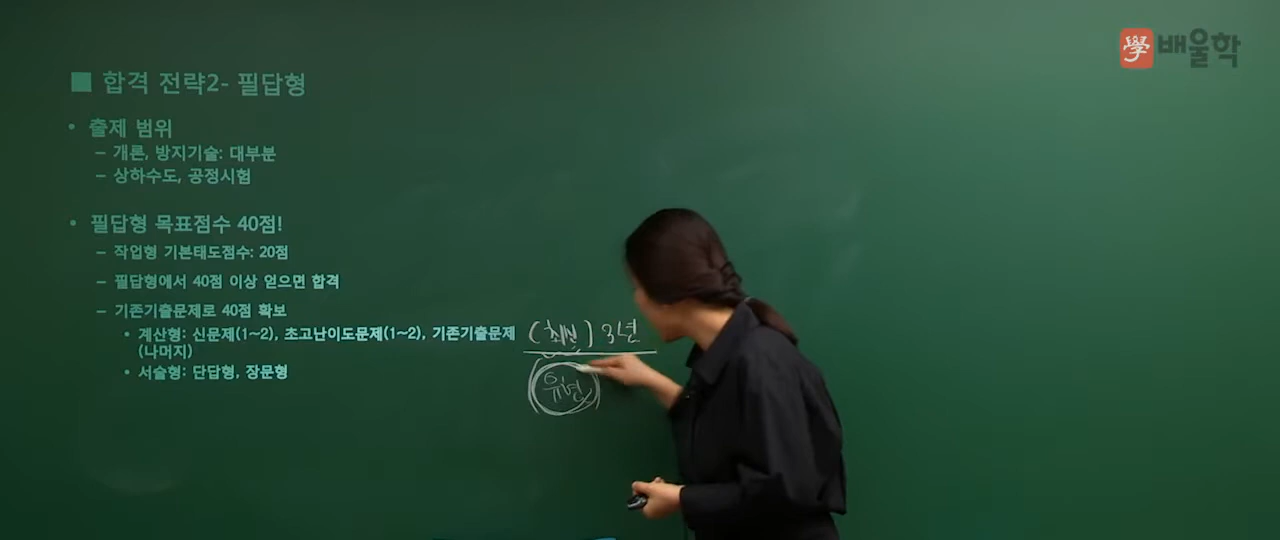 學 배울학
■ 합격 전략2- 필답형
• 출제 범위
– 개론, 방지기술: 대부분
– 상하수도, 공정시험
• 필답형 목표점수 40점!
– 작업형 기본태도점수: 20점
– 필답형에서 40점 이상 얻으면 합격
– 기존기출문제로 40점 확보
• 계산형: 신문제(1~2), 초고난이도문제(1~2), 기존기출문제
(나머지)
• 서술형: 단답형, 장문형
3년